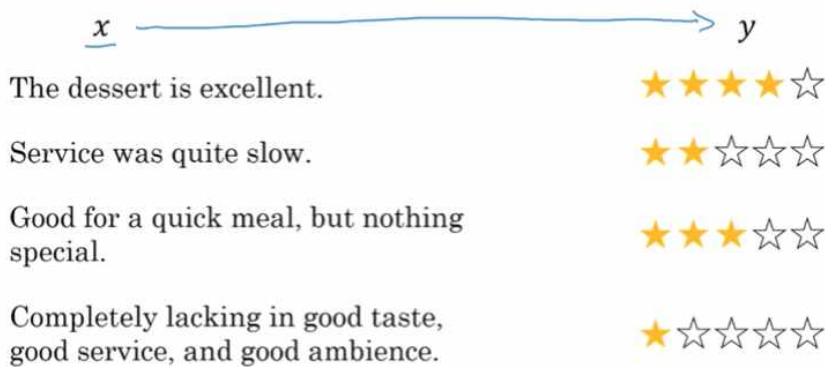 x y
The dessert is excellent.
Service was quite slow.
Good for a quick meal, but nothing
special.
Completely lacking in good taste,
good service, and good ambience.